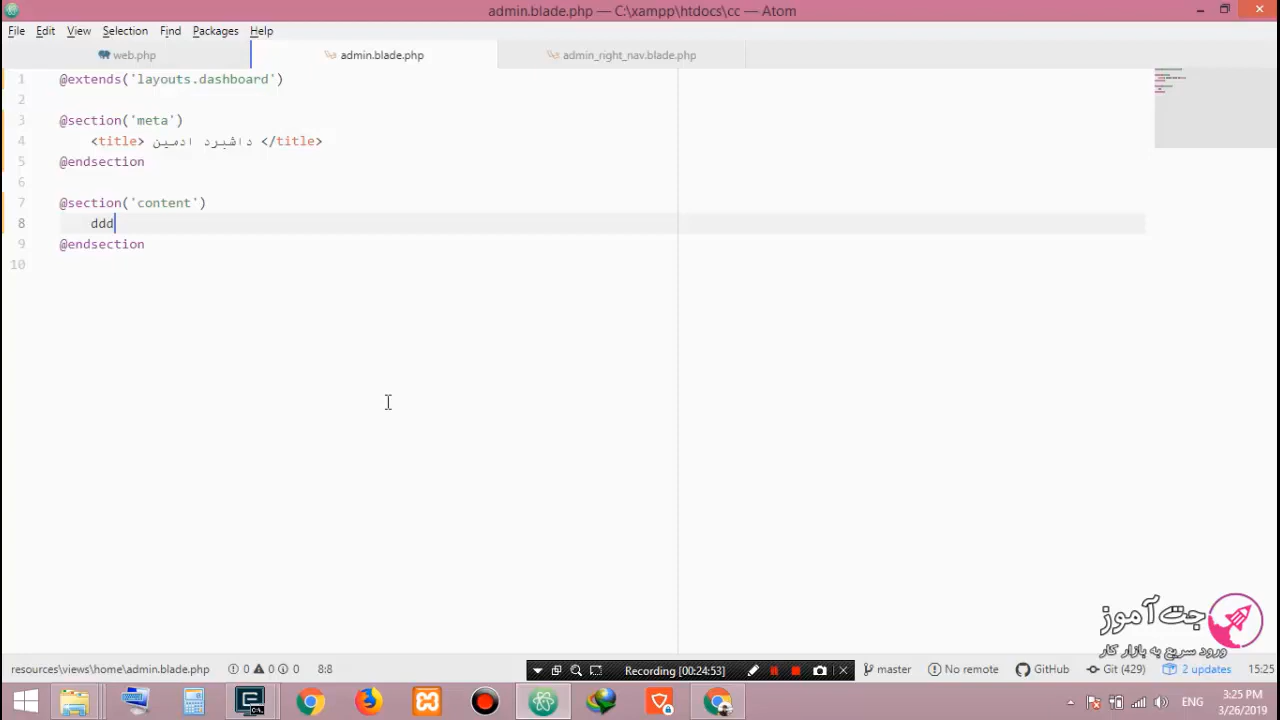 admin.blade.php — C:\xampp\htdocs\cc — Atom
File Edit View Selection Find Packages Help
web.php admin.blade.php admin_right_nav.blade.php
1 @extends('layouts.dashboard')
2
3 @section('meta')
4 <title> داشبرد ادمین </title>
5 @endsection
6
7 @section('content')
8 ddd
9 @endsection
10
جت آموز
ورود سریع به بازار کار
resources\views\home\admin.blade.php 0 0 0 8:8 Recording [00:24:53] master No remote GitHub Git (429) 2 updates 15:25
ENG 3:25 PM
3/26/2019